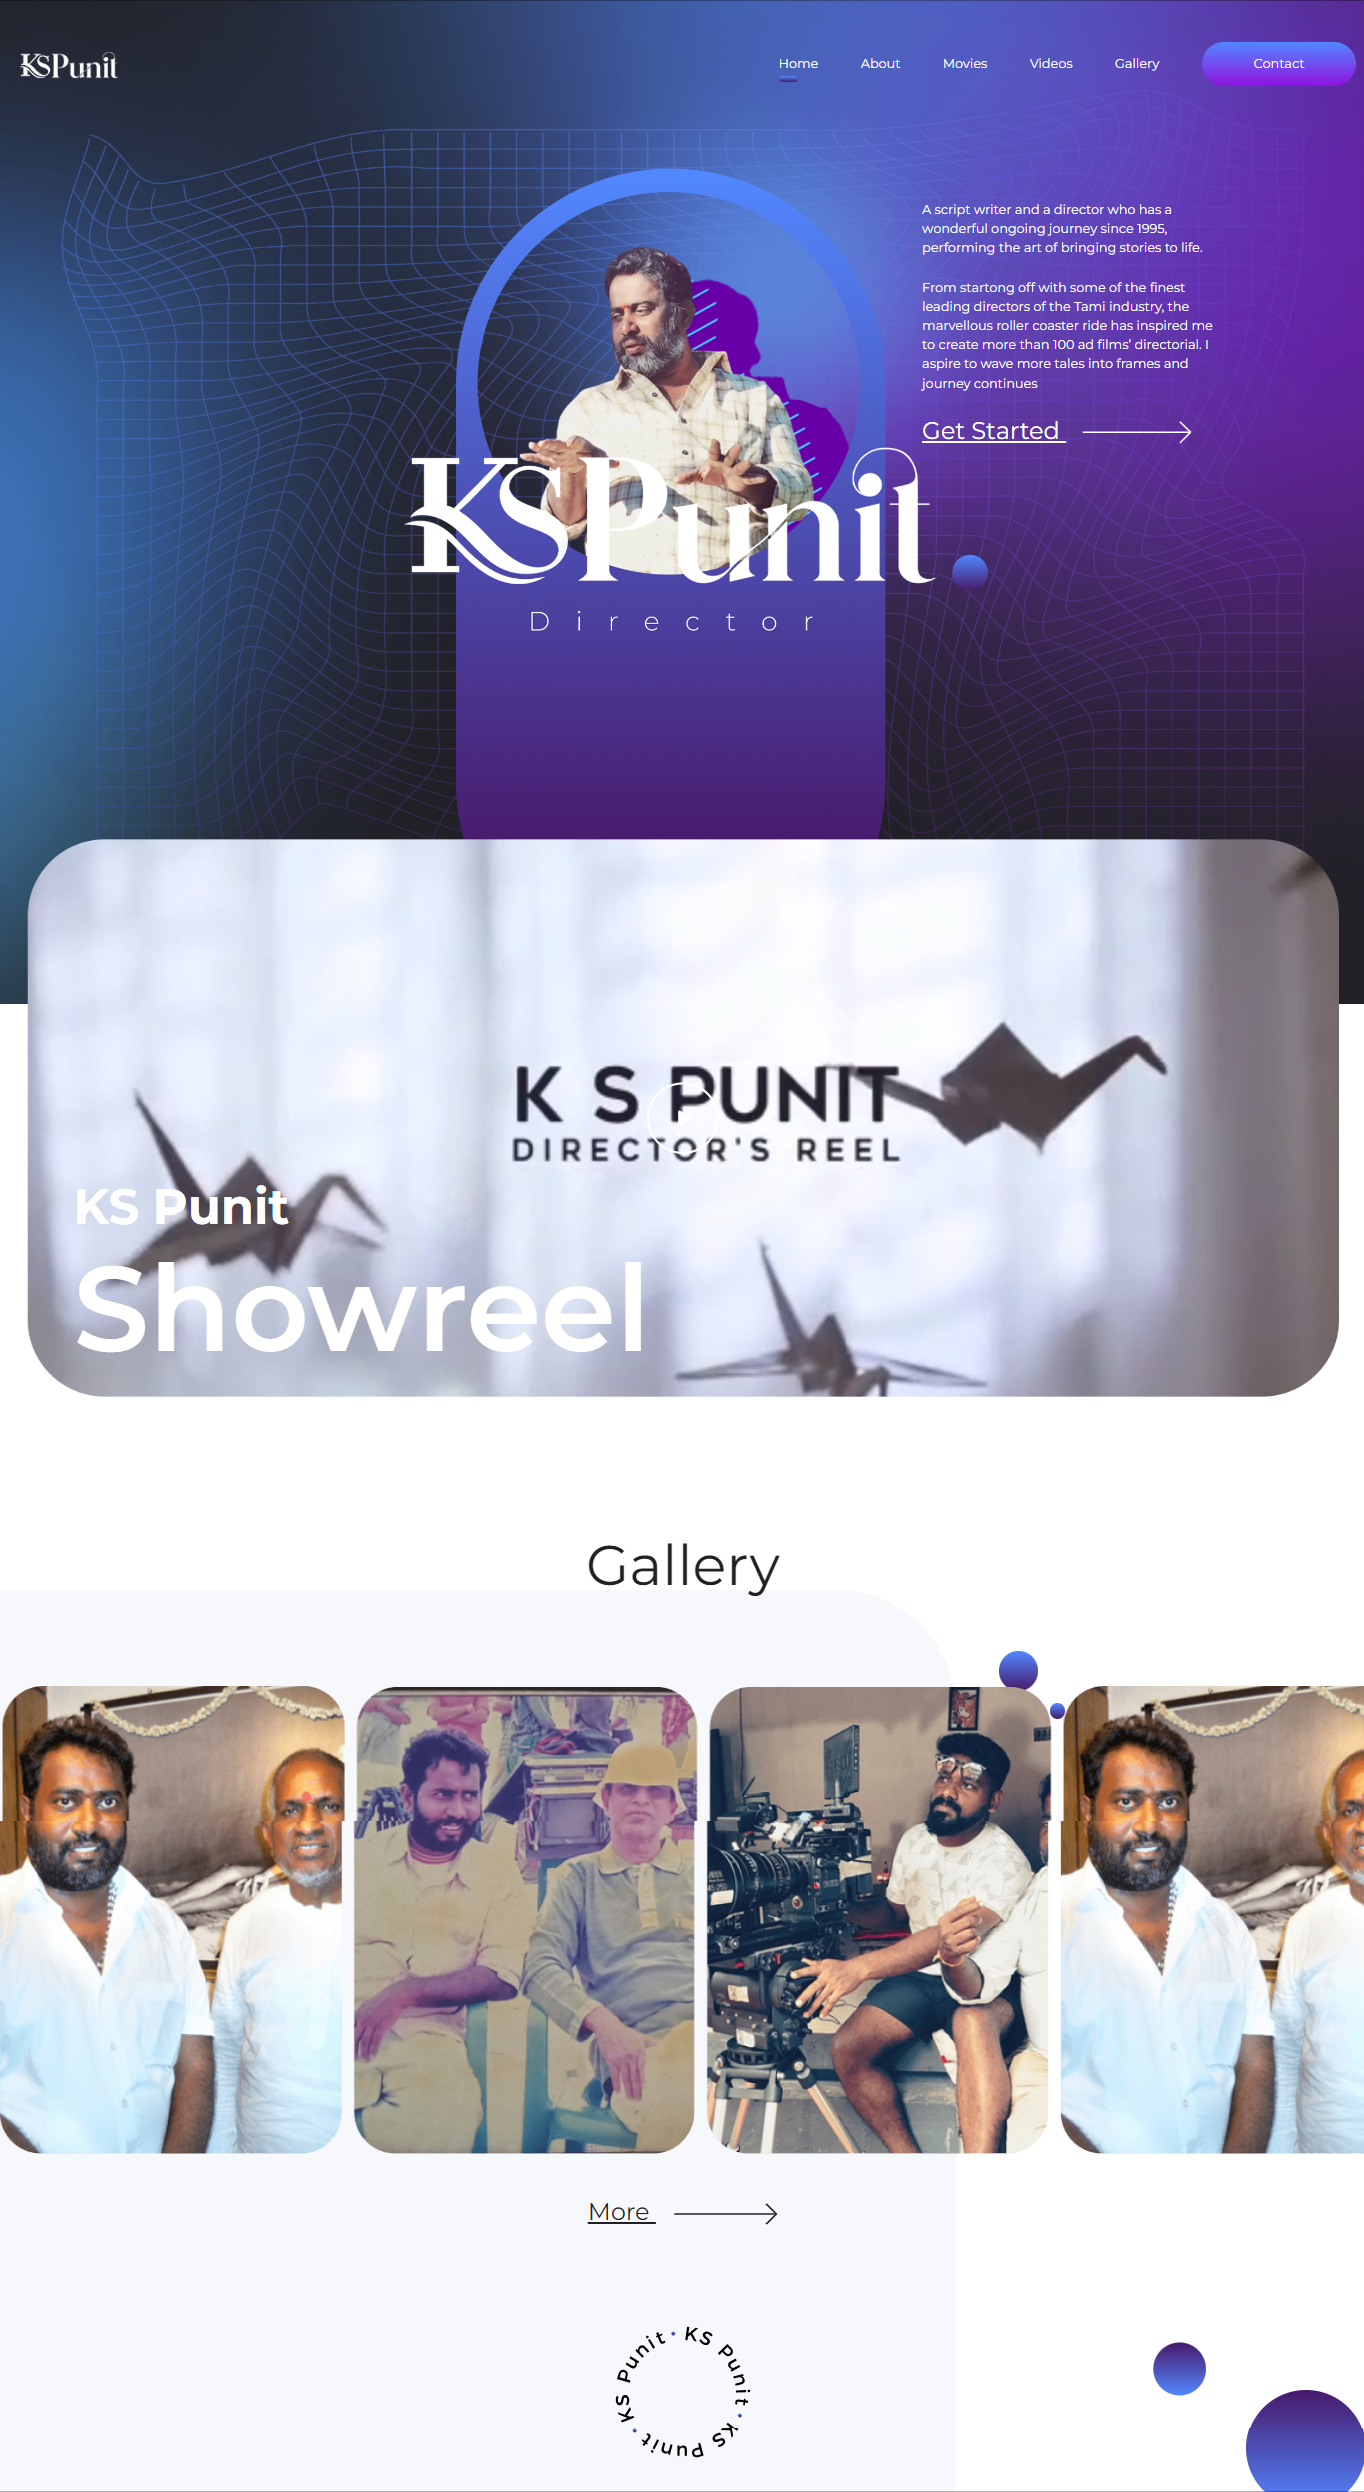 KSPunit
Home About Movies Videos Gallery Contact
A script writer and a director who has a
wonderful ongoing journey since 1995,
performing the art of bringing stories to life.
From startong off with some of the finest
leading directors of the Tami industry, the
marvellous roller coaster ride has inspired me
to create more than 100 ad films' directorial. I
aspire to wave more tales into frames and
journey continues
Get Started
KSPunit
Director
K S PUNIT
DIRECTOR'S REEL
KS Punit
Showreel
Gallery
More
KS Punit · KS Punit · KS Punit · KS Punit ·